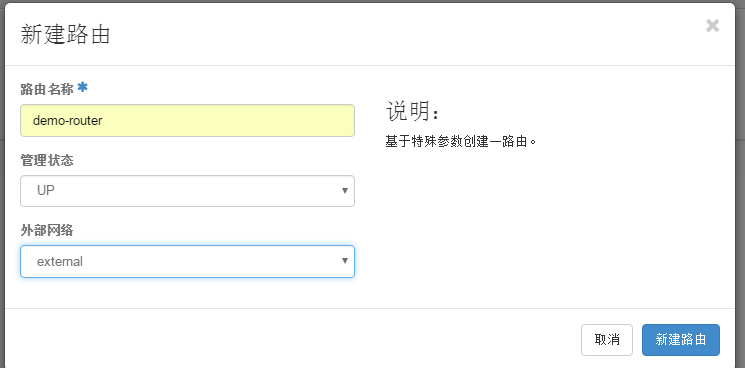 新建路由
×
路由名称 *
demo-router
管理状态
UP
外部网络
external
说明：
基于特殊参数创建一路由。
取消
新建路由